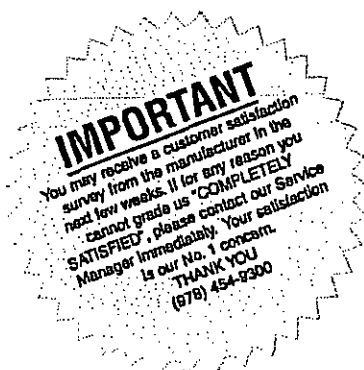 IMPORTANT
You may receive a customer satisfaction
survey from the manufacturer in the
next few weeks. If for any reason you
cannot grade us "COMPLETELY
SATISFIED", please contact our Service
Manager immediately. Your satisfaction
is our No. 1 concern.
THANK YOU
(978) 454-9300